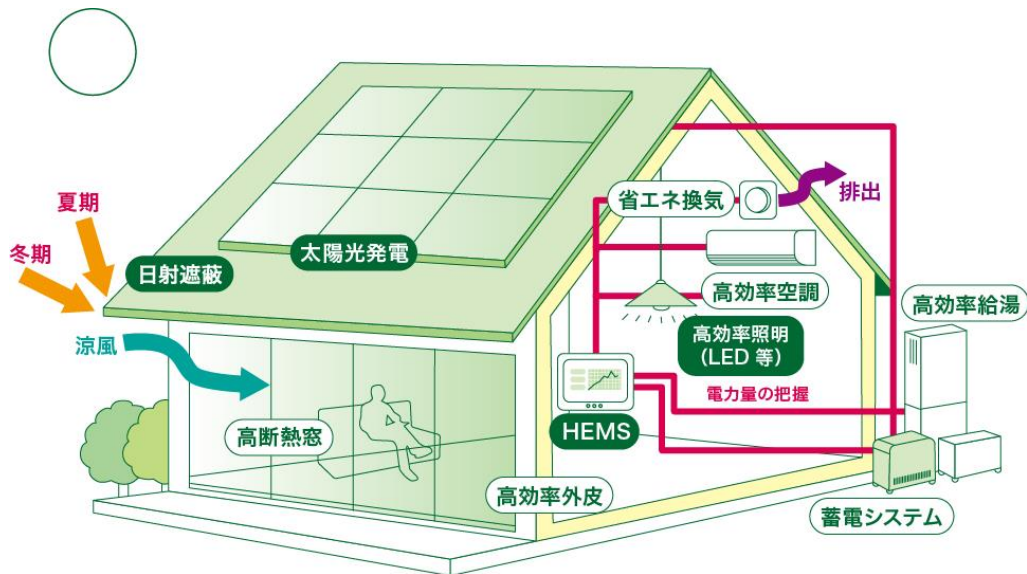 夏期
冬期
日射遮蔽
太陽光発電
涼風
高断熱窓
省エネ換気
排出
高効率空調
高効率照明
(LED 等)
高効率給湯
電力量の把握
HEMS
高効率外皮
蓄電システム